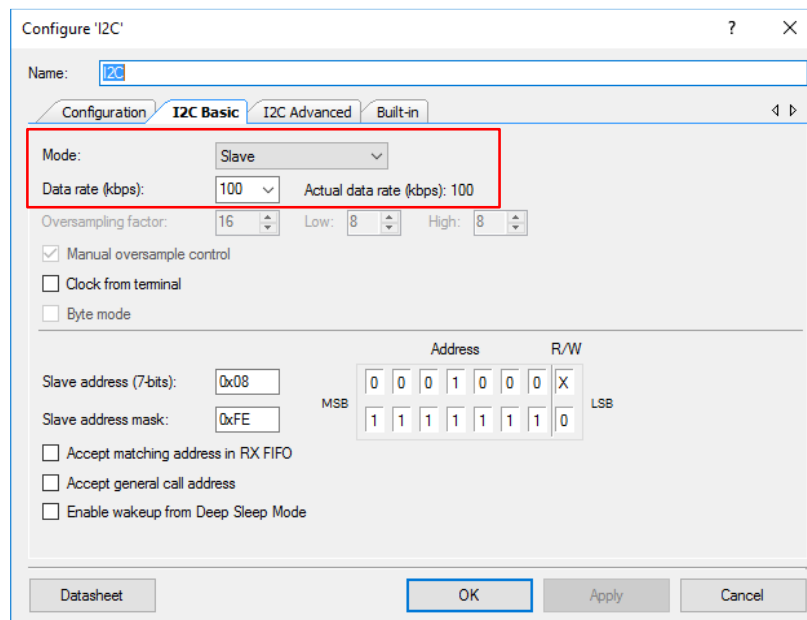 Configure 'I2C' ? X
Name: I2C
Configuration I2C Basic I2C Advanced Built-in
Mode: Slave
Data rate (kbps): 100 Actual data rate (kbps): 100
Oversampling factor: 16 Low: 8 High: 8
Manual oversample control
Clock from terminal
Byte mode
Address R/W
Slave address (7-bits): 0x08 0 0 0 1 0 0 0 X
MSB LSB
Slave address mask: 0xFE 1 1 1 1 1 1 1 0
Accept matching address in RX FIFO
Accept general call address
Enable wakeup from Deep Sleep Mode
Datasheet OK Apply Cancel